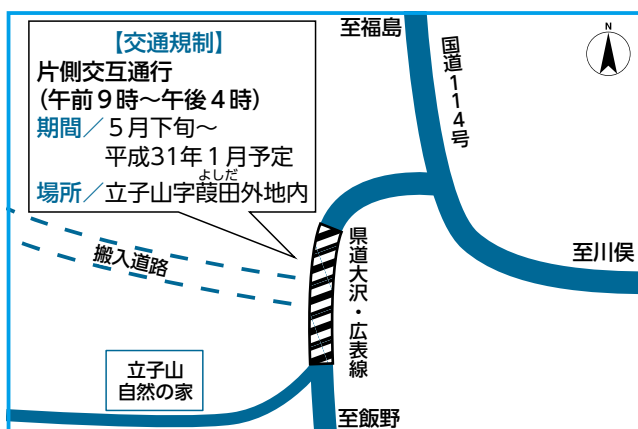 【交通規制】
片側交互通行
(午前9時～午後4時)
期間／5月下旬～
平成31年1月予定
よしだ
場所／立子山字葭田外地内
至福島
国道114号
N
至川俣
県道大沢・広表線
搬入道路
立子山
自然の家
至飯野